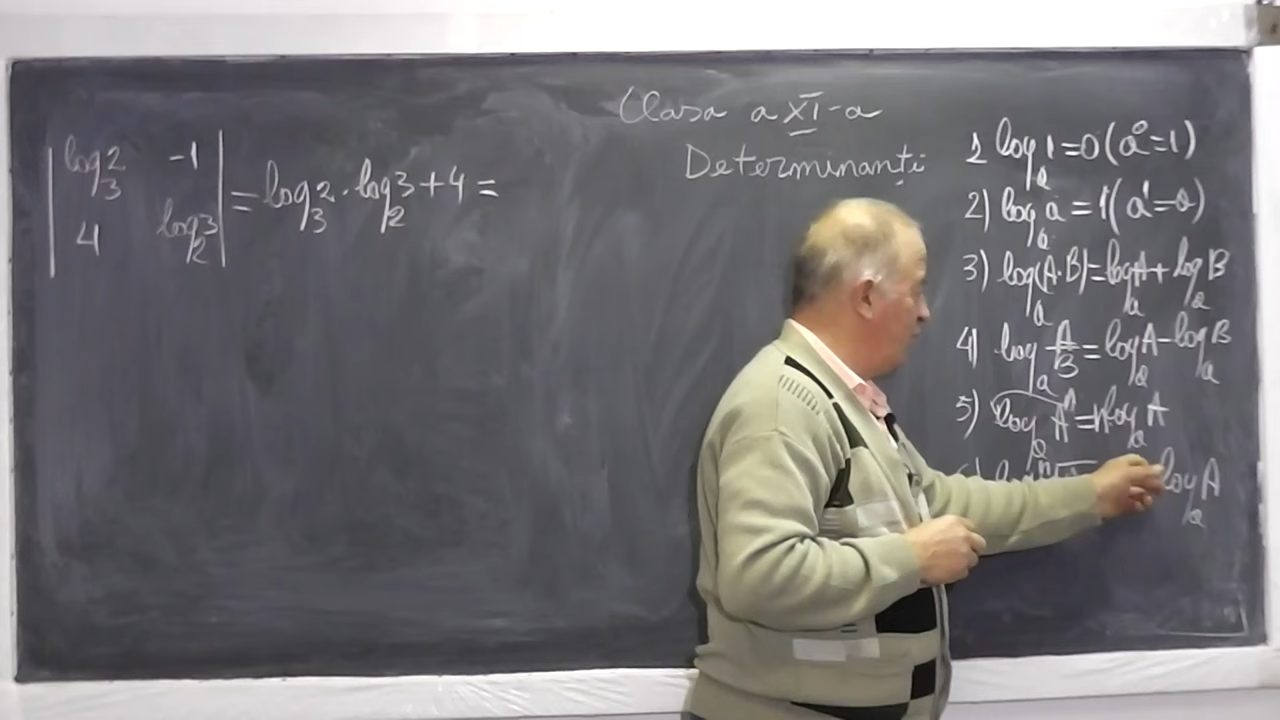 Clasa a XI-a
Determinanți
| log₃2 -1 |
| 4 log₂3 | = log₃2 · log₂3 + 4 =
1 logₐ1 = 0 (a⁰ = 1)
2) logₐa = 1 (a¹ = a)
3) logₐ(A·B) = logₐA + logₐB
4) logₐ A/B = logₐA - logₐB
5) logₐAⁿ = n logₐA
logₐA